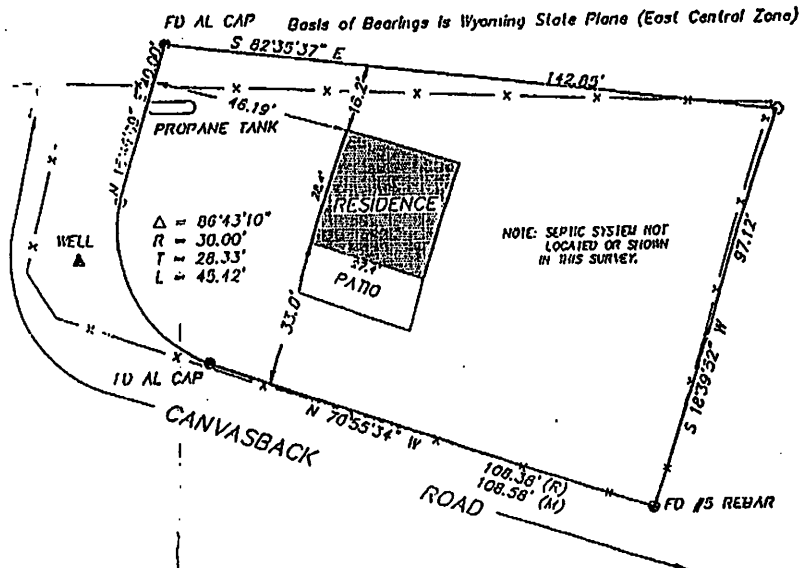 FD AL CAP
Basis of Bearings is Wyoming State Plane (East Central Zone)
S 82°35'37" E
142.85'
16.2'
46.19'
PROPANE TANK
28.4'
RESIDENCE
PATIO
33.0'
Δ = 86°43'10"
R = 30.00'
T = 28.33'
L = 45.42'
WELL
NOTE: SEPTIC SYSTEM NOT
LOCATED OR SHOWN
IN THIS SURVEY.
97.12'
S 18°39'52" W
FD AL CAP
CANVASBACK
ROAD
N 70°55'34" W
108.38' (R)
108.58' (M)
FD #5 REBAR